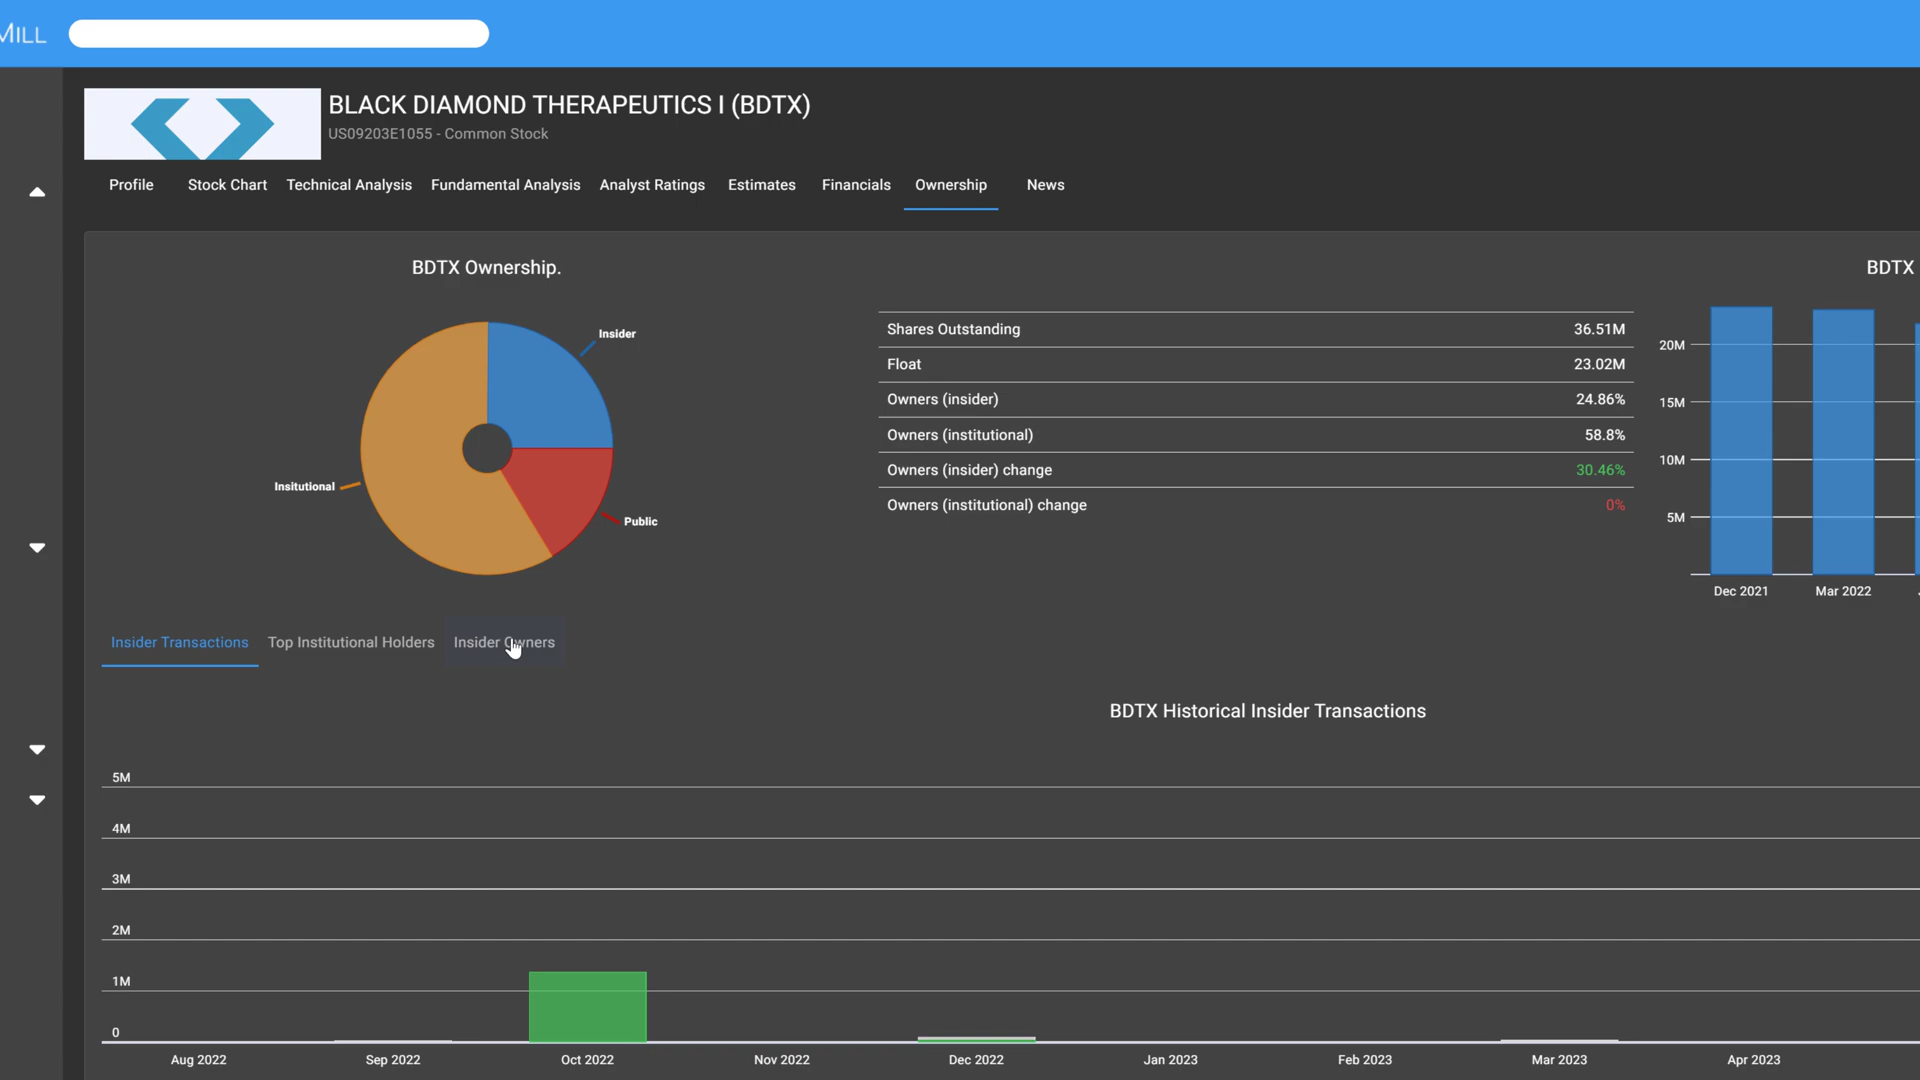 MILL
BLACK DIAMOND THERAPEUTICS I (BDTX)
US09203E1055 - Common Stock
Profile Stock Chart Technical Analysis Fundamental Analysis Analyst Ratings Estimates Financials Ownership News
BDTX Ownership.
BDTX
Insider
Insitutional
Public
Shares Outstanding 36.51M
Float 23.02M
Owners (insider) 24.86%
Owners (institutional) 58.8%
Owners (insider) change 30.46%
Owners (institutional) change 0%
20M
15M
10M
5M
Dec 2021 Mar 2022
Insider Transactions Top Institutional Holders Insider Owners
BDTX Historical Insider Transactions
5M
4M
3M
2M
1M
0
Aug 2022 Sep 2022 Oct 2022 Nov 2022 Dec 2022 Jan 2023 Feb 2023 Mar 2023 Apr 2023